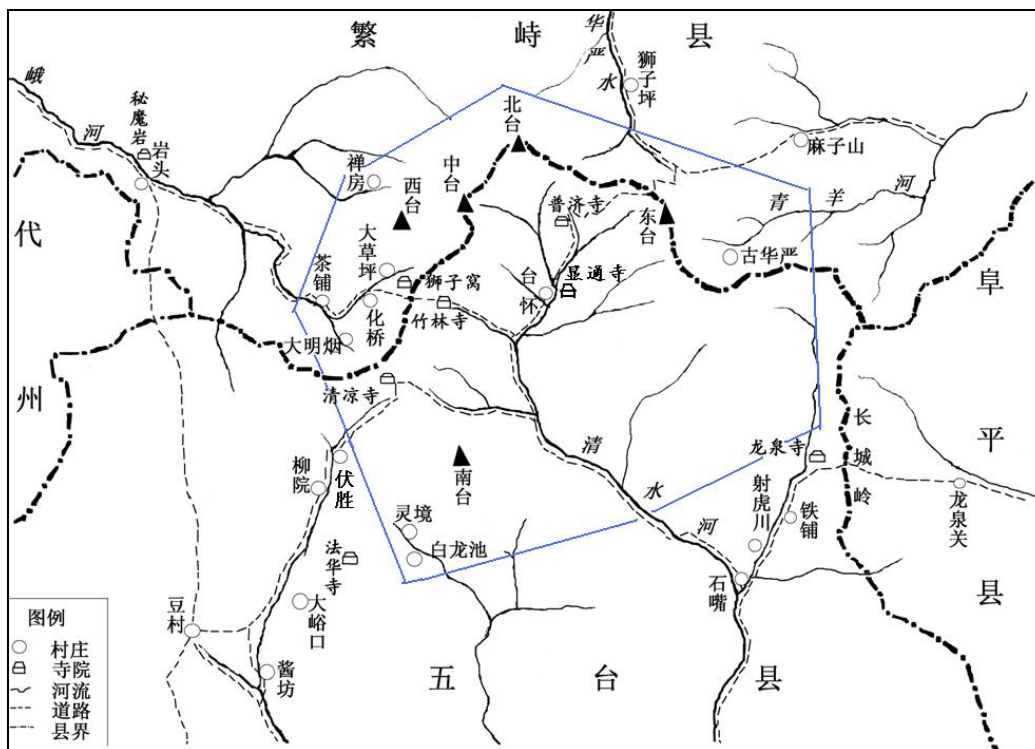 繁峙县
华严水
狮子坪
峨河
秘魔岩
岩头
北台
麻子山
禅房
西台
中台
普济寺
东台
青羊河
代州
大草坪
古华严
阜平县
茶铺
狮子窝
台怀
显通寺
化桥
竹林寺
大明烟
清凉寺
长城岭
柳院
伏胜
南台
清水河
龙泉寺
射虎川
铁铺
龙泉关
灵境
白龙池
法华寺
石嘴
大峪口
豆村
酱坊
五台县
图例
村庄
寺院
河流
道路
县界